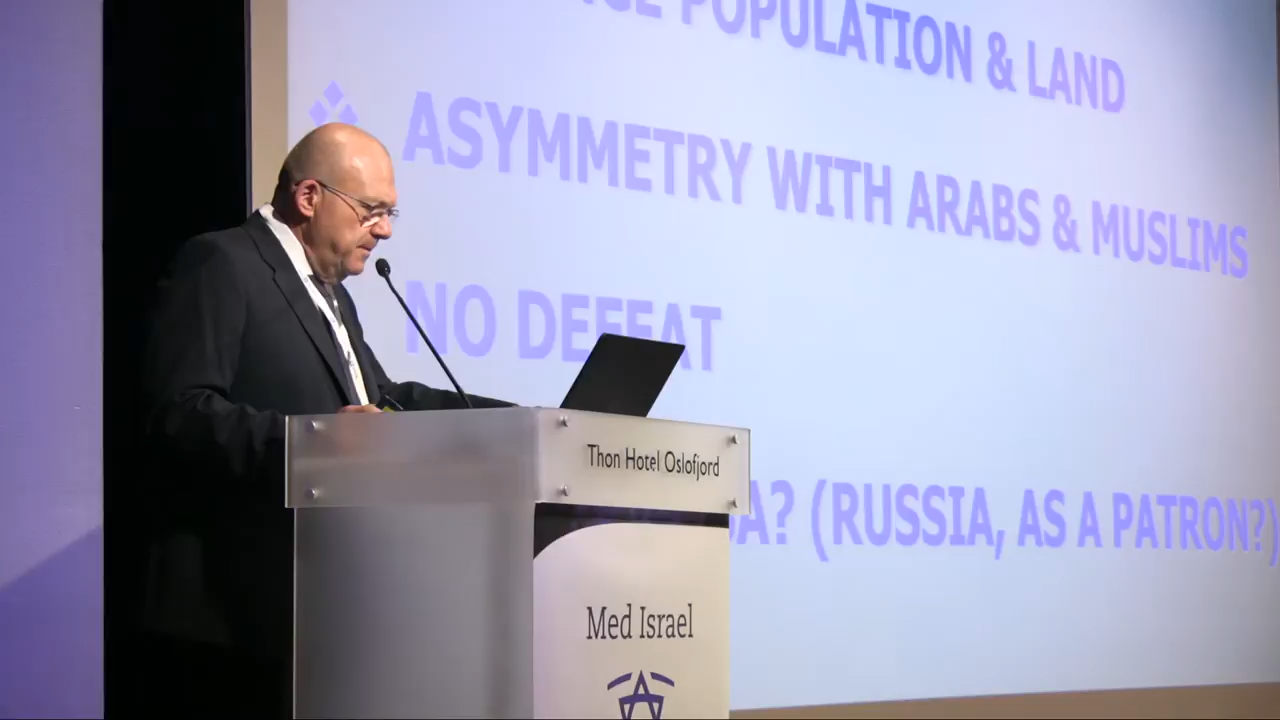 POPULATION & LAND
ASYMMETRY WITH ARABS & MUSLIMS
NO DEFEAT
? (RUSSIA, AS A PATRON?)
Thon Hotel Oslofjord
Med Israel